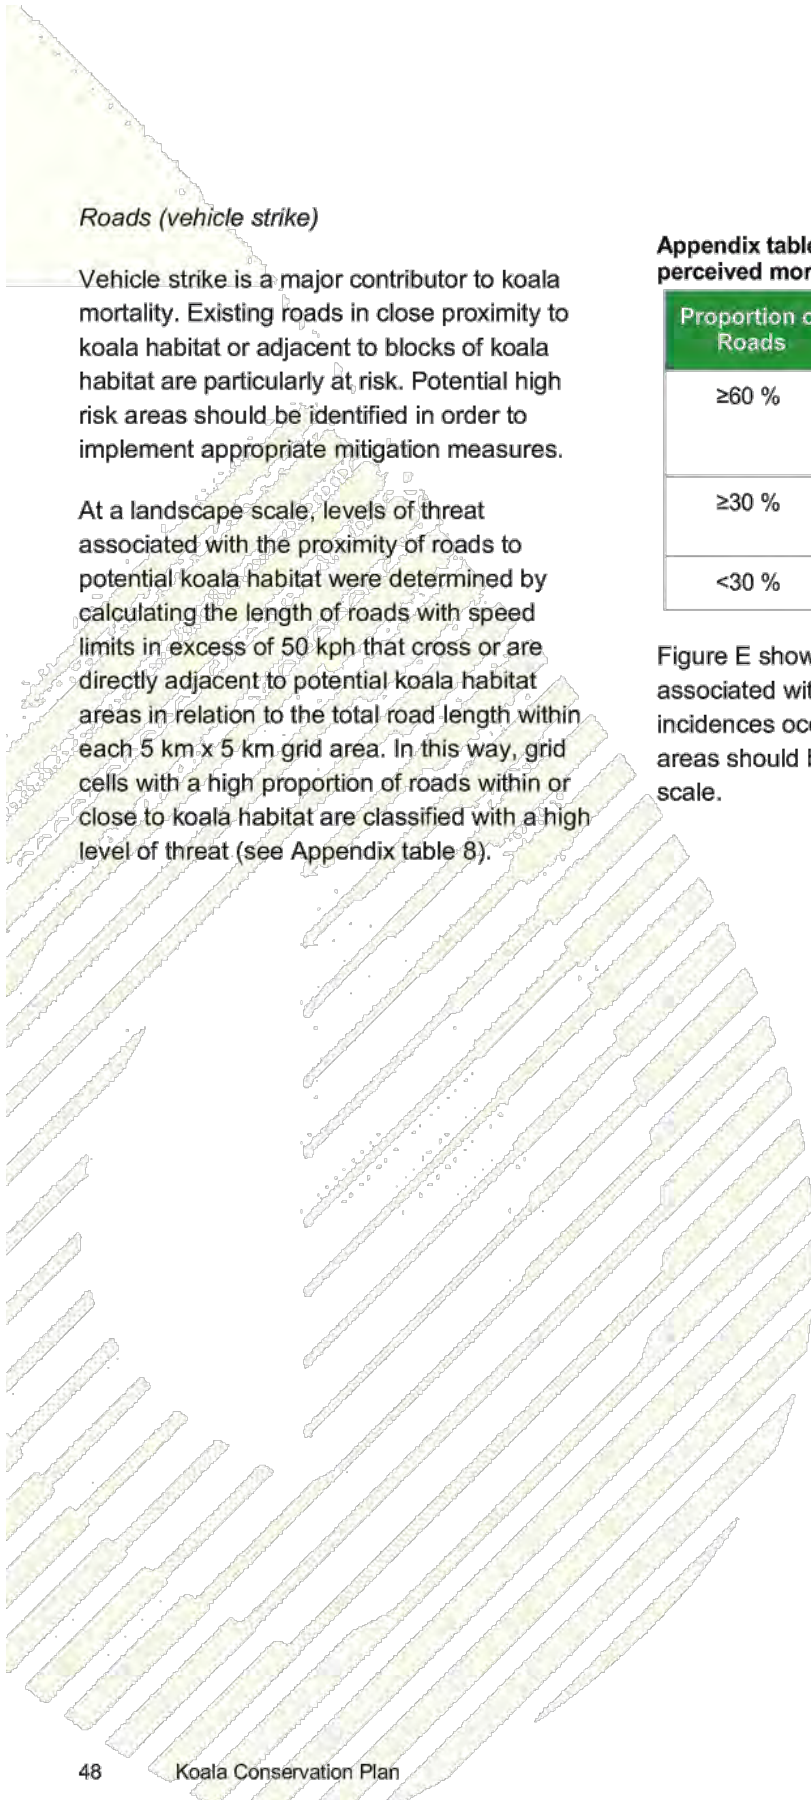 Roads (vehicle strike)
Vehicle strike is a major contributor to koala
mortality. Existing roads in close proximity to
koala habitat or adjacent to blocks of koala
habitat are particularly at risk. Potential high
risk areas should be identified in order to
implement appropriate mitigation measures.
At a landscape scale, levels of threat
associated with the proximity of roads to
potential koala habitat were determined by
calculating the length of roads with speed
limits in excess of 50 kph that cross or are
directly adjacent to potential koala habitat
areas in relation to the total road length within
each 5 km x 5 km grid area. In this way, grid
cells with a high proportion of roads within or
close to koala habitat are classified with a high
level of threat (see Appendix table 8).
Appendix table
perceived mor
Proportion o
Roads
≥60 %
≥30 %
<30 %
Figure E show
associated wit
incidences occ
areas should b
scale.
48 Koala Conservation Plan